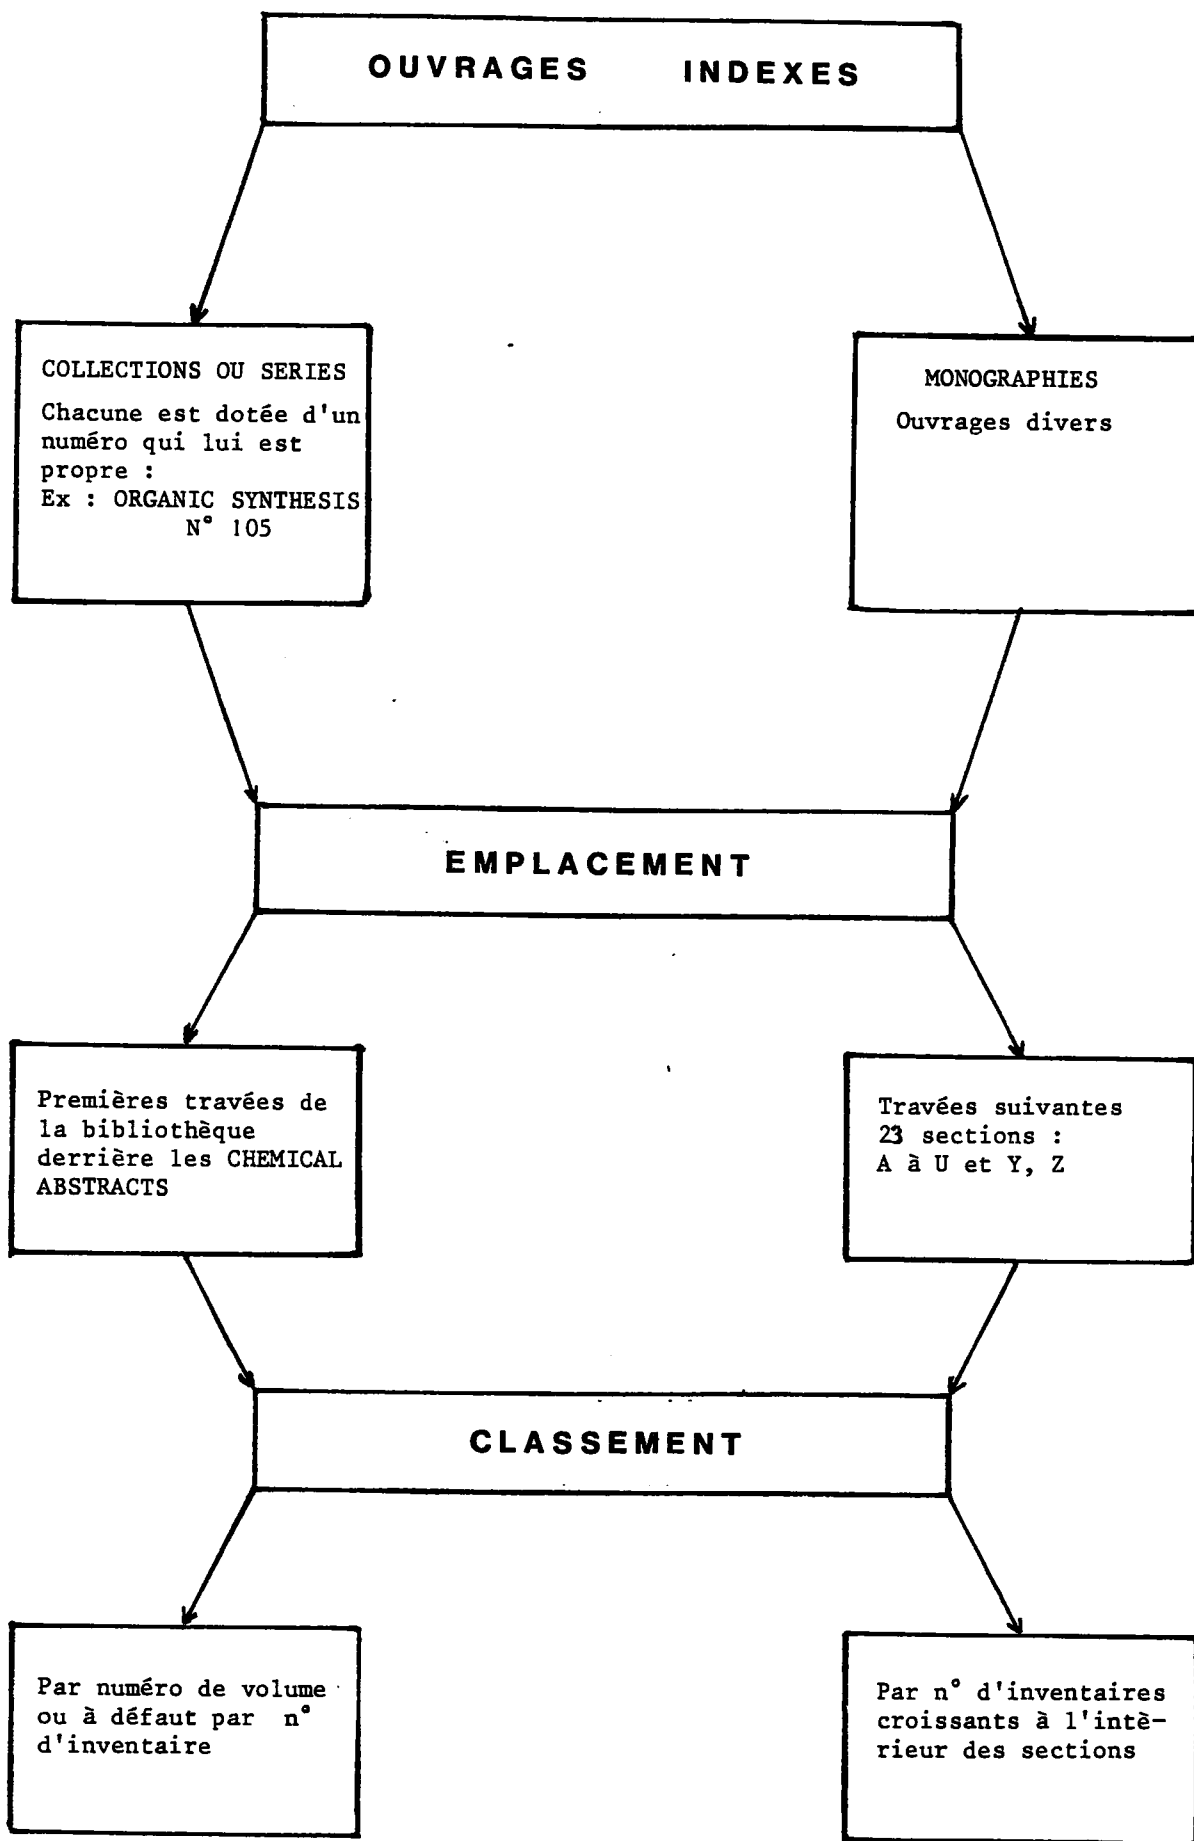 OUVRAGES INDEXES
COLLECTIONS OU SERIES
Chacune est dotée d'un
numéro qui lui est
propre :
Ex : ORGANIC SYNTHESIS
N° 105
MONOGRAPHIES
Ouvrages divers
EMPLACEMENT
Premières travées de
la bibliothèque
derrière les CHEMICAL
ABSTRACTS
Travées suivantes
23 sections :
A à U et Y, Z
CLASSEMENT
Par numéro de volume
ou à défaut par n°
d'inventaire
Par n° d'inventaires
croissants à l'intè-
rieur des sections